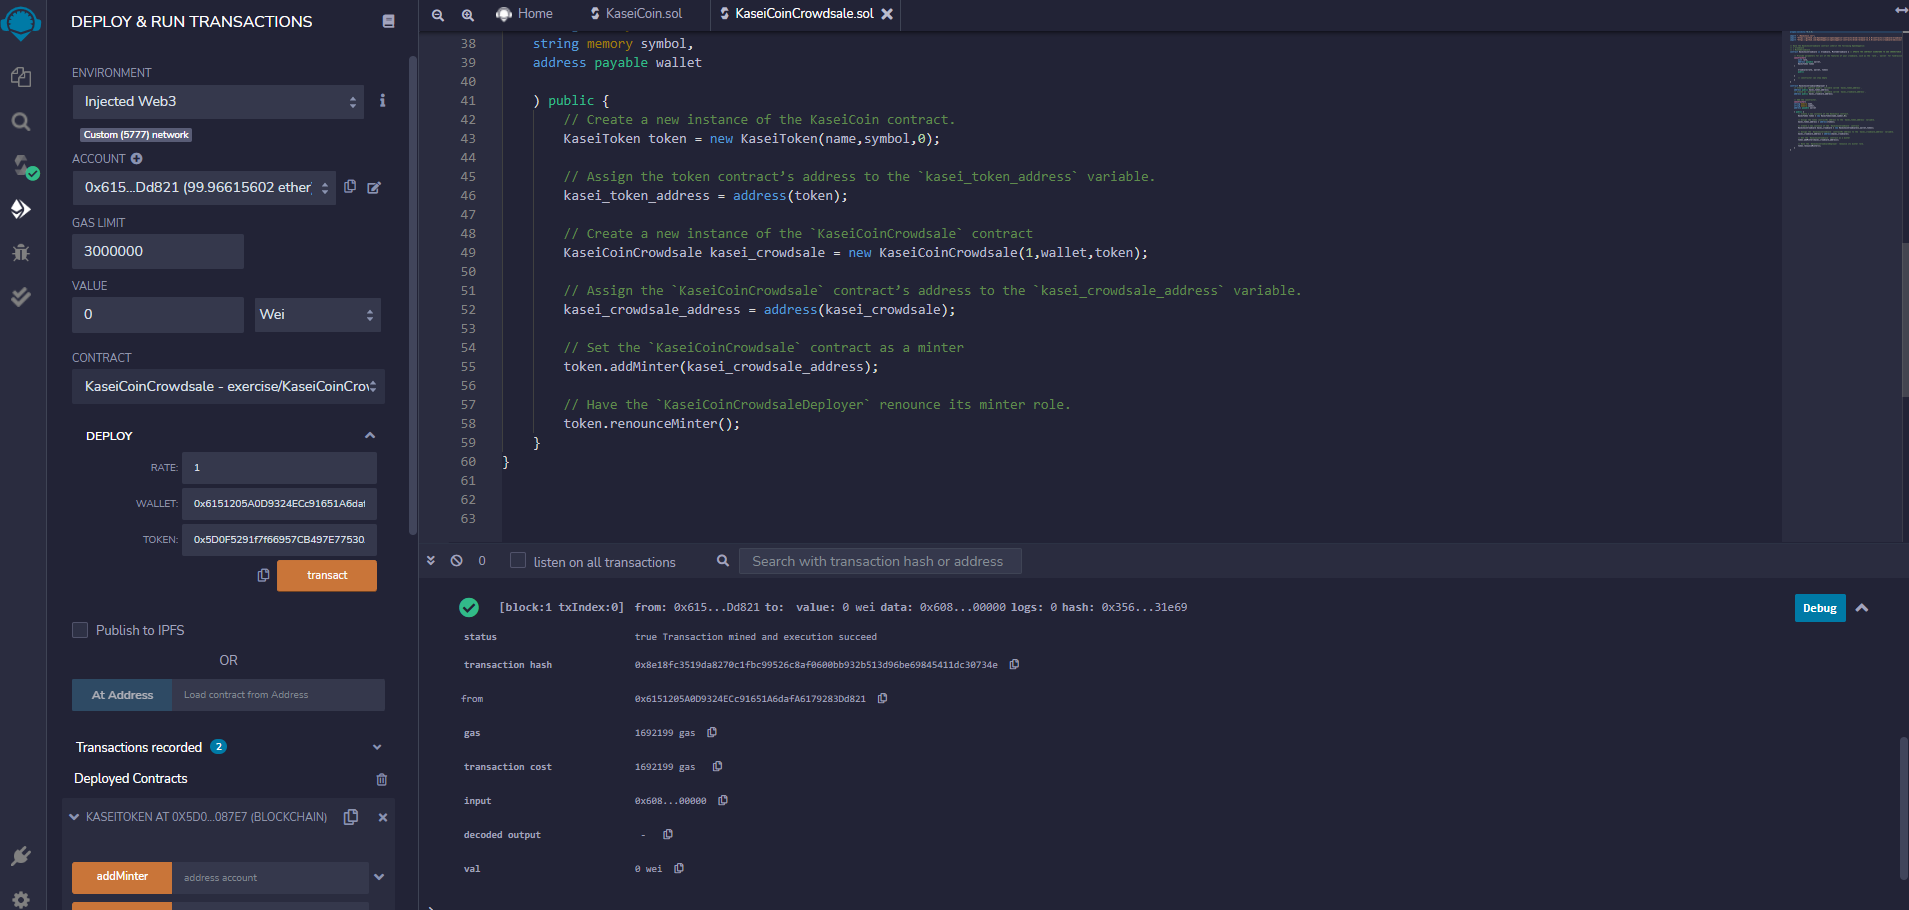 DEPLOY & RUN TRANSACTIONS
ENVIRONMENT
Injected Web3
Custom (5777) network
ACCOUNT
0x615...Dd821 (99.96615602 ether
GAS LIMIT
3000000
VALUE
0
Wei
CONTRACT
KaseiCoinCrowdsale - exercise/KaseiCoinCrow
DEPLOY
RATE: 1
WALLET: 0x6151205A0D9324ECc91651A6daf
TOKEN: 0x5D0F5291f7f66957CB497E77530
transact
Publish to IPFS
OR
At Address Load contract from Address
Transactions recorded 2
Deployed Contracts
KASEITOKEN AT 0X5D0...087E7 (BLOCKCHAIN)
addMinter address account
Home KaseiCoin.sol KaseiCoinCrowdsale.sol
38 string memory symbol,
39 address payable wallet
40
41 ) public {
42 // Create a new instance of the KaseiCoin contract.
43 KaseiToken token = new KaseiToken(name,symbol,0);
44
45 // Assign the token contract’s address to the `kasei_token_address` variable.
46 kasei_token_address = address(token);
47
48 // Create a new instance of the `KaseiCoinCrowdsale` contract
49 KaseiCoinCrowdsale kasei_crowdsale = new KaseiCoinCrowdsale(1,wallet,token);
50
51 // Assign the `KaseiCoinCrowdsale` contract’s address to the `kasei_crowdsale_address` variable.
52 kasei_crowdsale_address = address(kasei_crowdsale);
53
54 // Set the `KaseiCoinCrowdsale` contract as a minter
55 token.addMinter(kasei_crowdsale_address);
56
57 // Have the `KaseiCoinCrowdsaleDeployer` renounce its minter role.
58 token.renounceMinter();
59 }
60 }
61
62
63
0 listen on all transactions Search with transaction hash or address
[block:1 txIndex:0] from: 0x615...Dd821 to: value: 0 wei data: 0x608...00000 logs: 0 hash: 0x356...31e69
Debug
status true Transaction mined and execution succeed
transaction hash 0x8e18fc3519da8270c1fbc99526c8af0600bb932b513d96be69845411dc30734e
from 0x6151205A0D9324ECc91651A6dafA6179283Dd821
gas 1692199 gas
transaction cost 1692199 gas
input 0x608...00000
decoded output -
val 0 wei